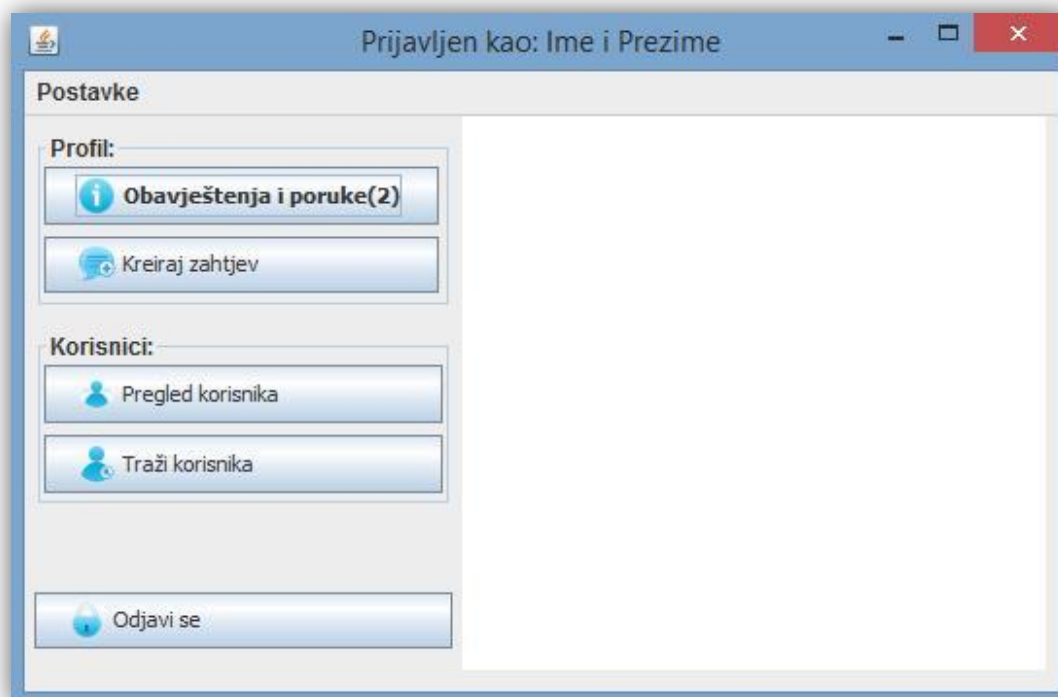 Prijavljen kao: Ime i Prezime
Postavke
Profil:
Obavještenja i poruke(2)
Kreiraj zahtjev
Korisnici:
Pregled korisnika
Traži korisnika
Odjavi se